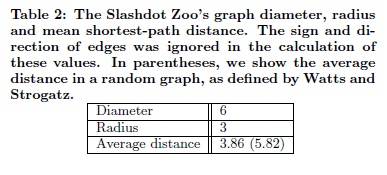 Table 2: The Slashdot Zoo's graph diameter, radius
and mean shortest-path distance. The sign and di-
rection of edges was ignored in the calculation of
these values. In parentheses, we show the average
distance in a random graph, as defined by Watts and
Strogatz.
Diameter 6
Radius 3
Average distance 3.86 (5.82)